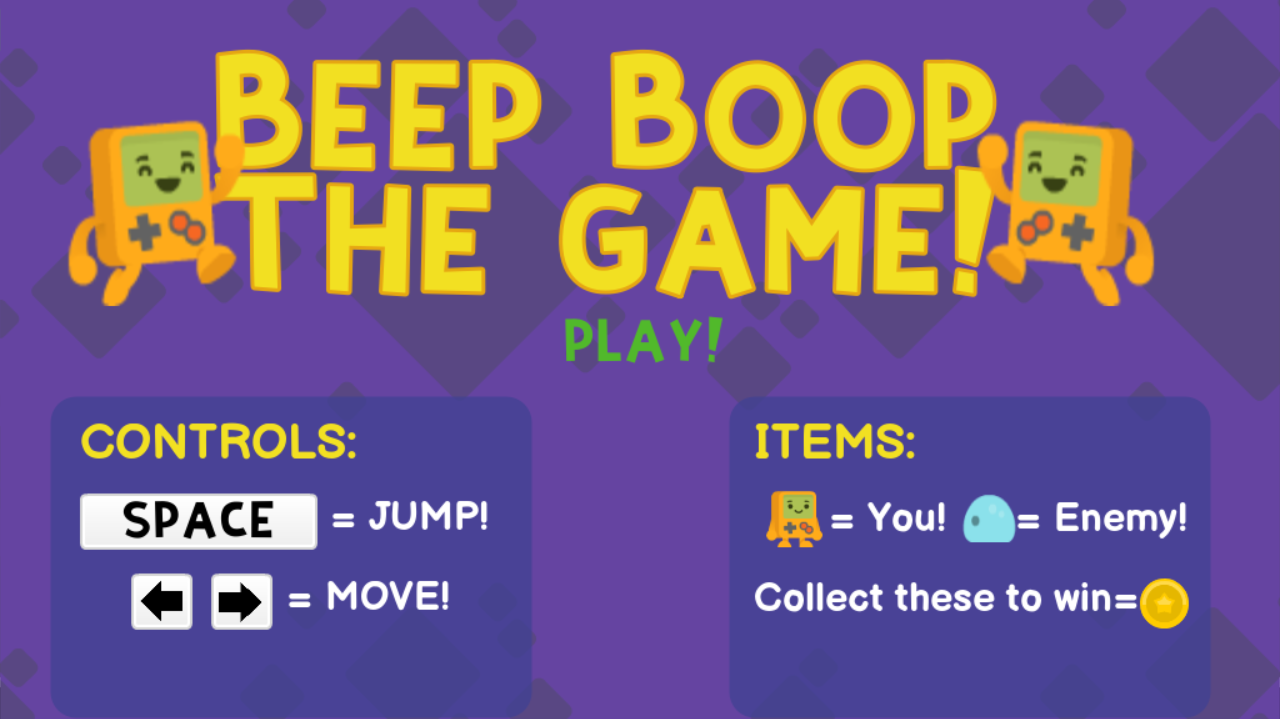 BEEP BOOP
THE GAME!
PLAY!
CONTROLS:
SPACE = JUMP!
= MOVE!
ITEMS:
= You! = Enemy!
Collect these to win=